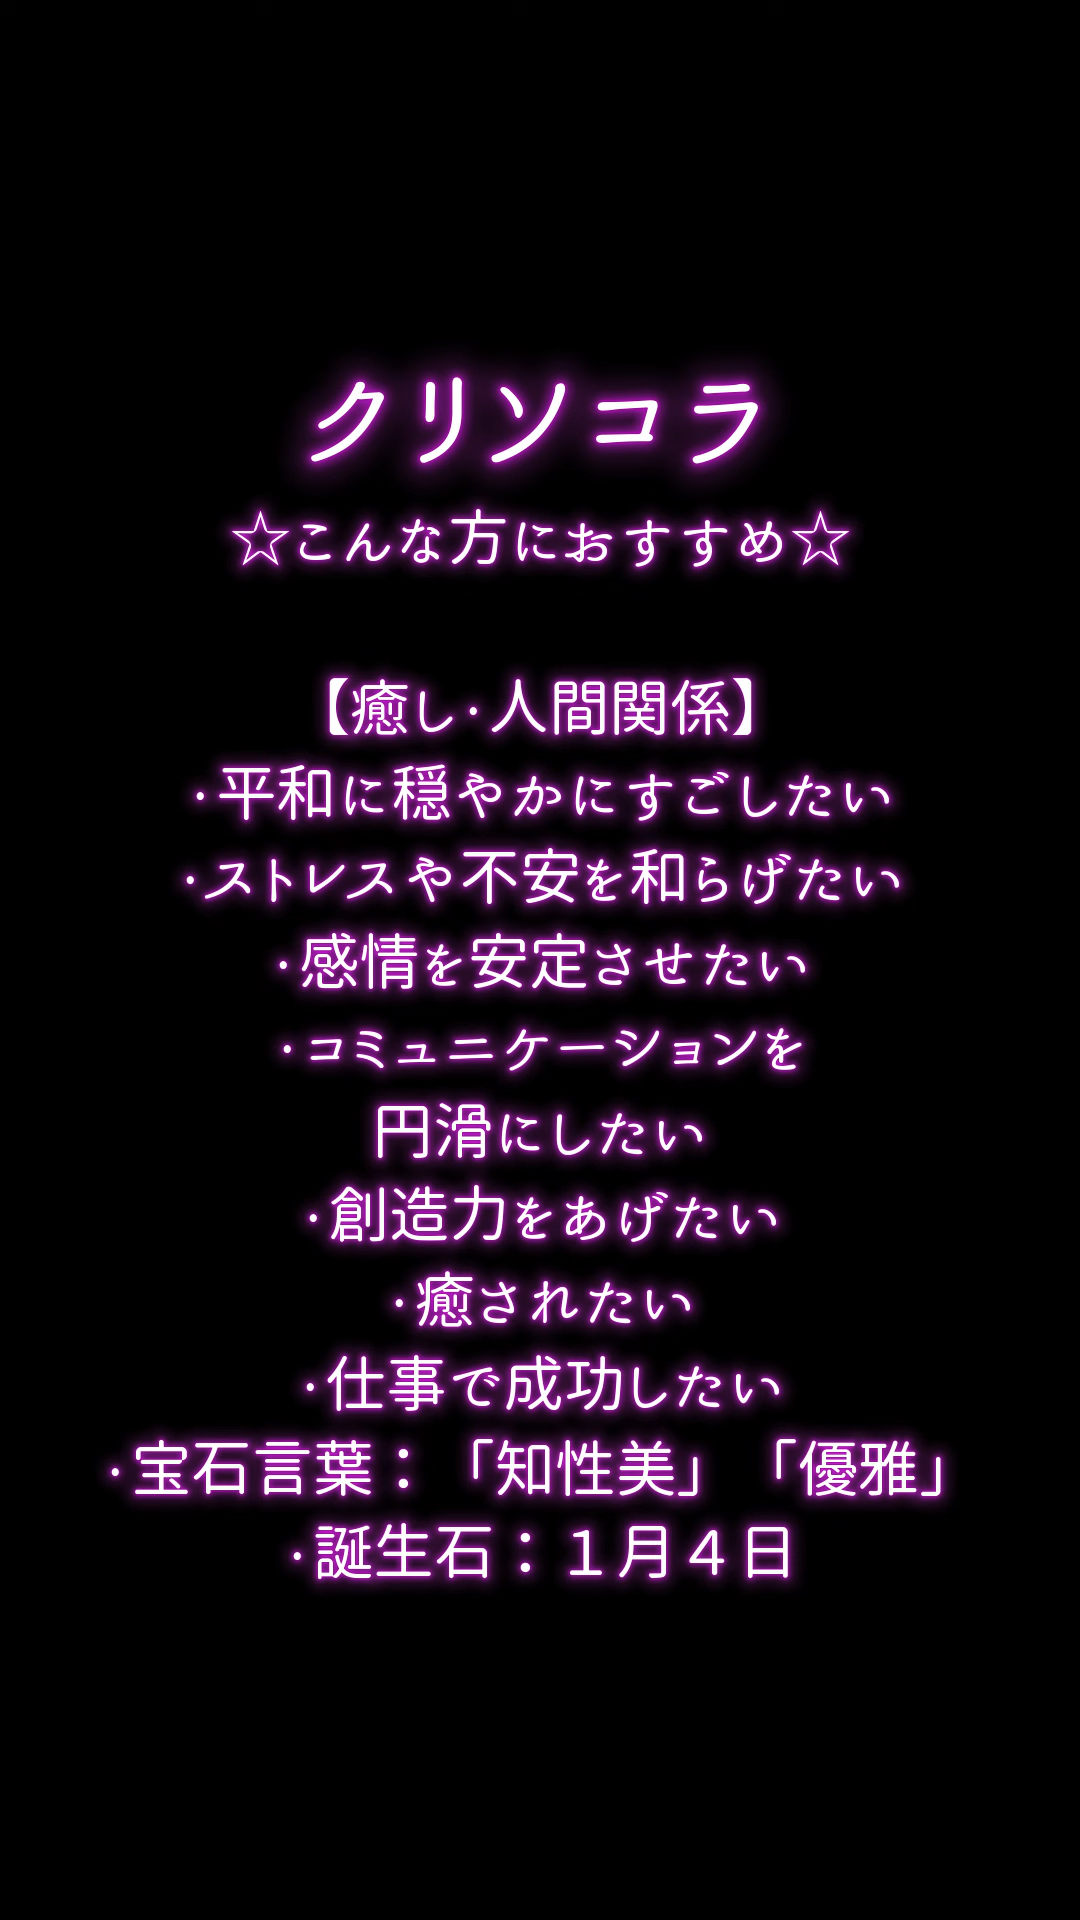 クリソコラ
☆こんな方におすすめ☆
【癒し·人間関係】
·平和に穏やかにすごしたい
·ストレスや不安を和らげたい
·感情を安定させたい
·コミュニケーションを
円滑にしたい
·創造力をあげたい
·癒されたい
·仕事で成功したい
·宝石言葉：「知性美」「優雅」
·誕生石：１月４日